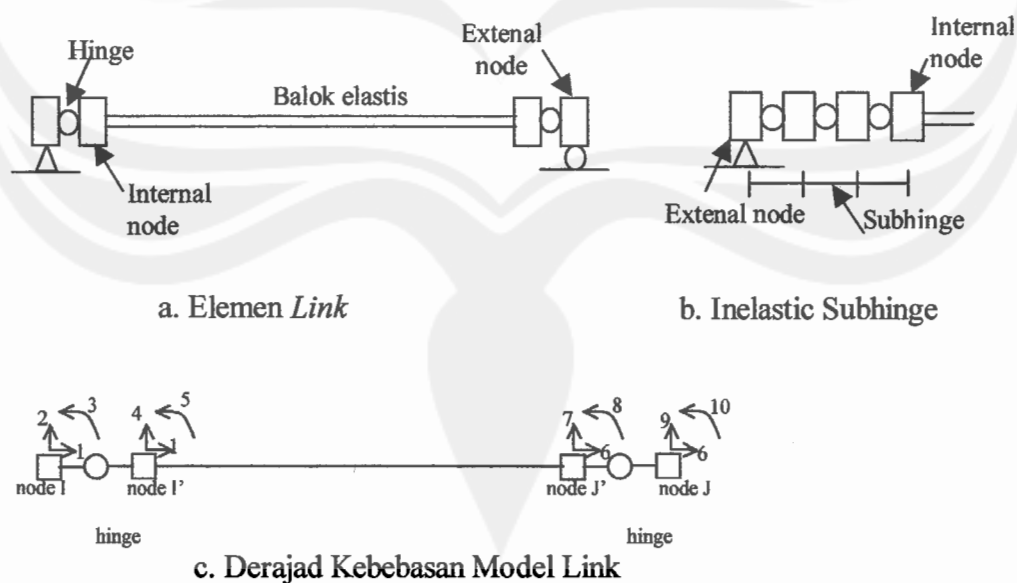 Hinge
Balok elastis
Extenal
node
Internal
node
Internal
node
Extenal node
Subhinge
a. Elemen Link
b. Inelastic Subhinge
2 3 4 5 7 8 9 10
1 1 6 6
node I node I' node J' node J
hinge hinge
c. Derajad Kebebasan Model Link